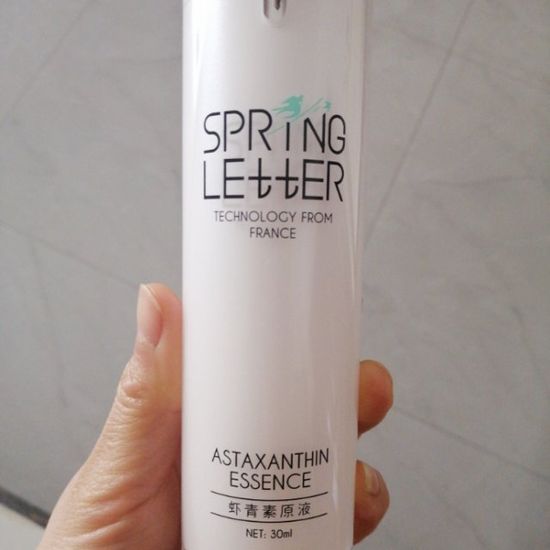 SPRiNG
LEttER
TECHNOLOGY FROM
FRANCE
ASTAXANTHIN
ESSENCE
虾青素原液
NET: 30ml